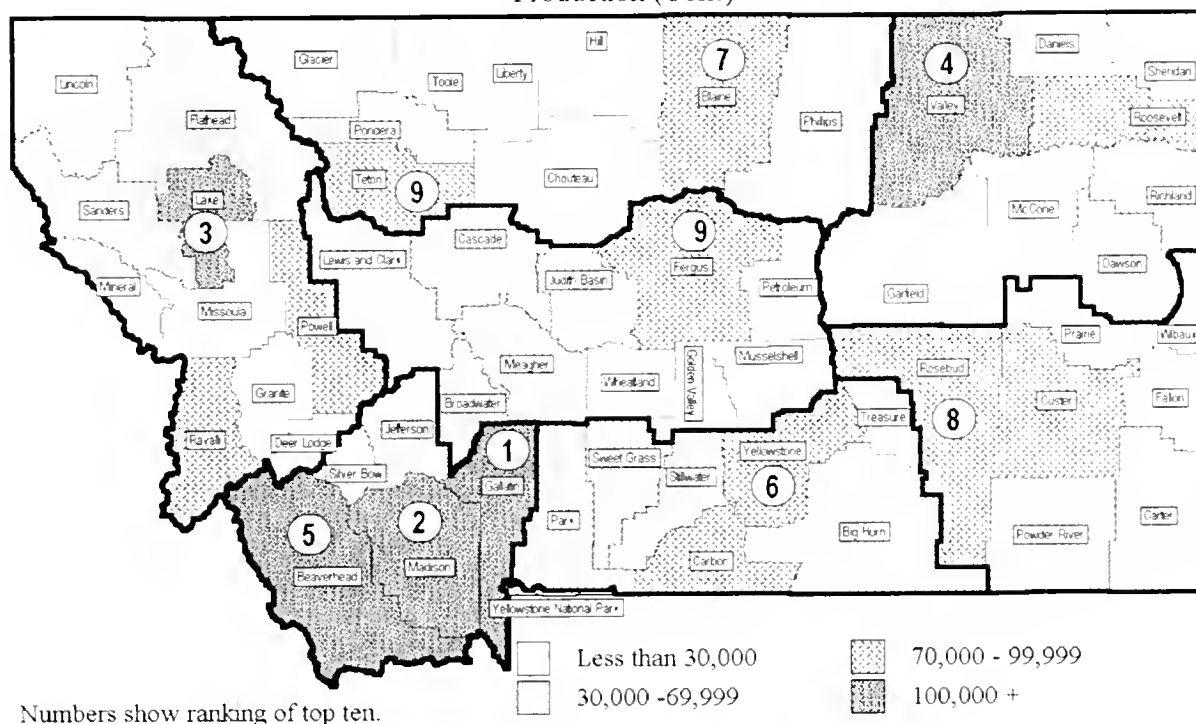 Production (Tons)
Lincoln
Flathead
Glacier
Toole
Liberty
Hill
7
Blaine
Phillips
4
Valley
Daniels
Sheridan
Roosevelt
Pondera
Teton
9
Chouteau
Lake
Sanders
3
Mineral
Missoula
Powell
Lewis and Clark
Cascade
Judith Basin
9
Fergus
Petroleum
Garfield
McCone
Richland
Dawson
Granite
Ravalli
Deer Lodge
Silver Bow
Jefferson
Broadwater
Meagher
Wheatland
Golden Valley
Musselshell
Treasure
Rosebud
8
Custer
Prairie
Wibaux
Fallon
1
Gallatin
Sweet Grass
Stillwater
Yellowstone
6
Park
Carbon
Big Horn
Powder River
Carter
5
Beaverhead
2
Madison
Yellowstone National Park
Less than 30,000
70,000 - 99,999
30,000 -69,999
100,000 +
Numbers show ranking of top ten.